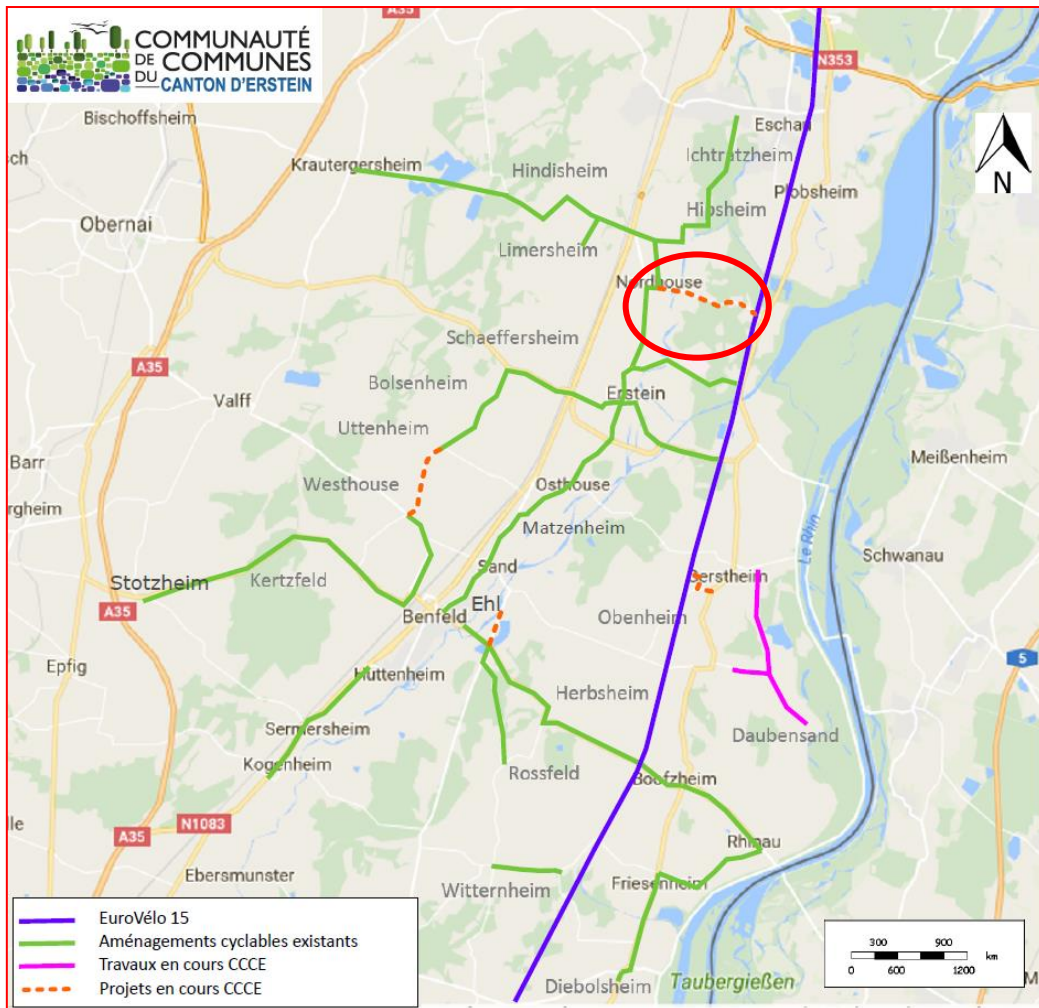 COMMUNAUTÉ
DE COMMUNES
DU CANTON D'ERSTEIN
A35
N353
Bischoffsheim
Eschau
ch
Krautergersheim
Hindisheim
Ichtratzheim
N
Plobsheim
Obernai
Hipsheim
Limersheim
Nordhouse
Schaeffersheim
A35
Bolsenheim
Erstein
Valff
Uttenheim
Barr
Meißenheim
Westhouse
Osthouse
rgheim
Matzenheim
Le Rhin
Schwanau
Sand
Gerstheim
Stotzheim
Kertzfeld
Ehl
A35
Benfeld
Obenheim
5
Epfig
Huttenheim
Herbsheim
Sermersheim
Daubensand
Kogenheim
Rossfeld
Boofzheim
lle
A35
N1083
Rhinau
Ebersmunster
Witternheim
Friesenheim
EuroVélo 15
Aménagements cyclables existants
Travaux en cours CCCE
Projets en cours CCCE
300 900
km
0 600 1200
Diebolsheim
Taubergießen
M